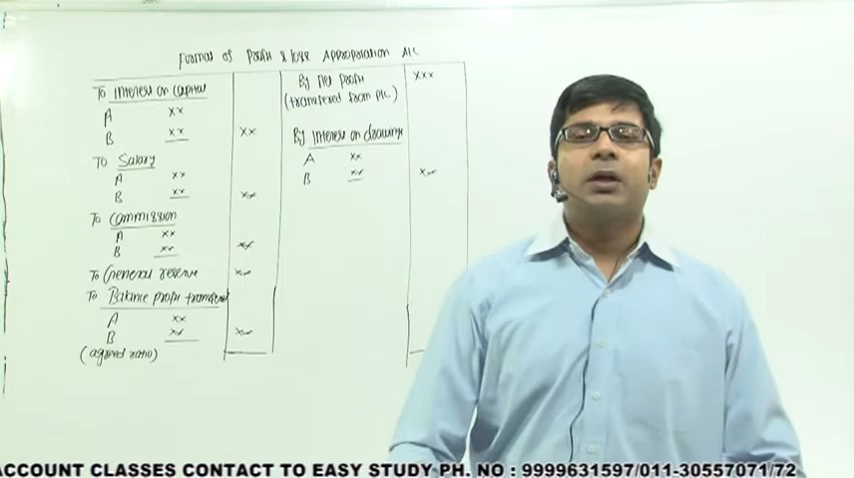 Format of Profit & loss Appropriation A/C
To Interest on capital
A xx
B xx xx
To Salary
A xx
B xx xx
To Commission
A xx
B xx xx
To General reserve xx
To Balance profit transferred
A xx
B xx xx
(agreed ratio)
By Net Profit xxx
(transfered from P/L)
By Interest on drawings
A xx
B xx xx
ACCOUNT CLASSES CONTACT TO EASY STUDY PH. NO : 9999631597/011-30557071/72